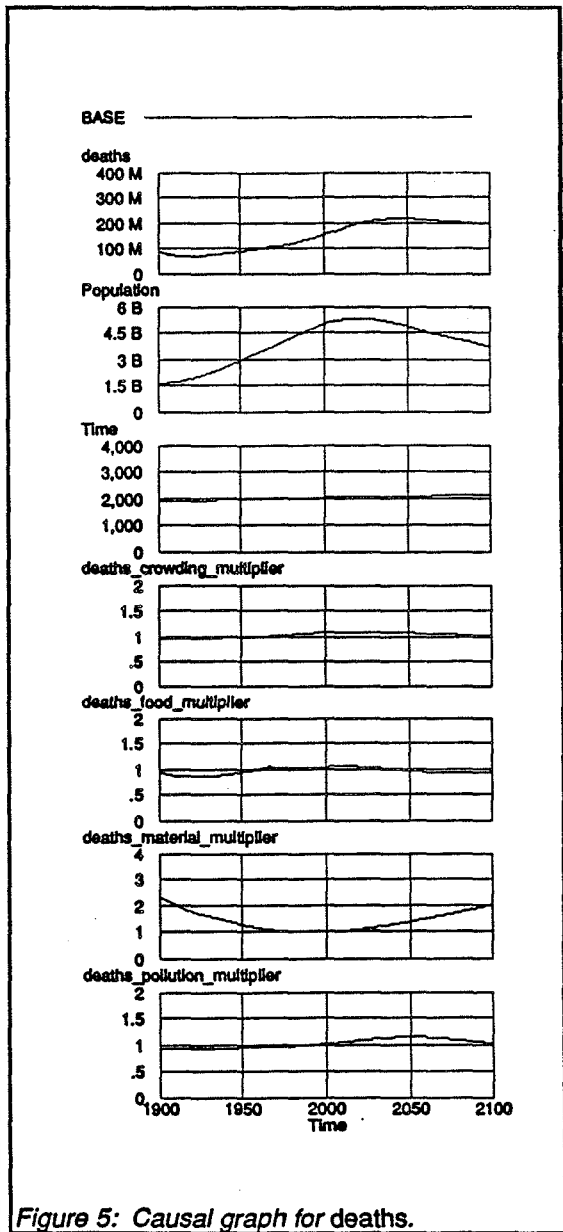 BASE
deaths
400 M
300 M
200 M
100 M
0
Population
6 B
4.5 B
3 B
1.5 B
0
Time
4,000
3,000
2,000
1,000
0
deaths_crowding_multiplier
2
1.5
1
.5
0
deaths_food_multiplier
2
1.5
1
.5
0
deaths_material_multiplier
4
3
2
1
0
deaths_pollution_multiplier
2
1.5
1
.5
0
1900 1950 2000 2050 2100
Time
Figure 5: Causal graph for deaths.